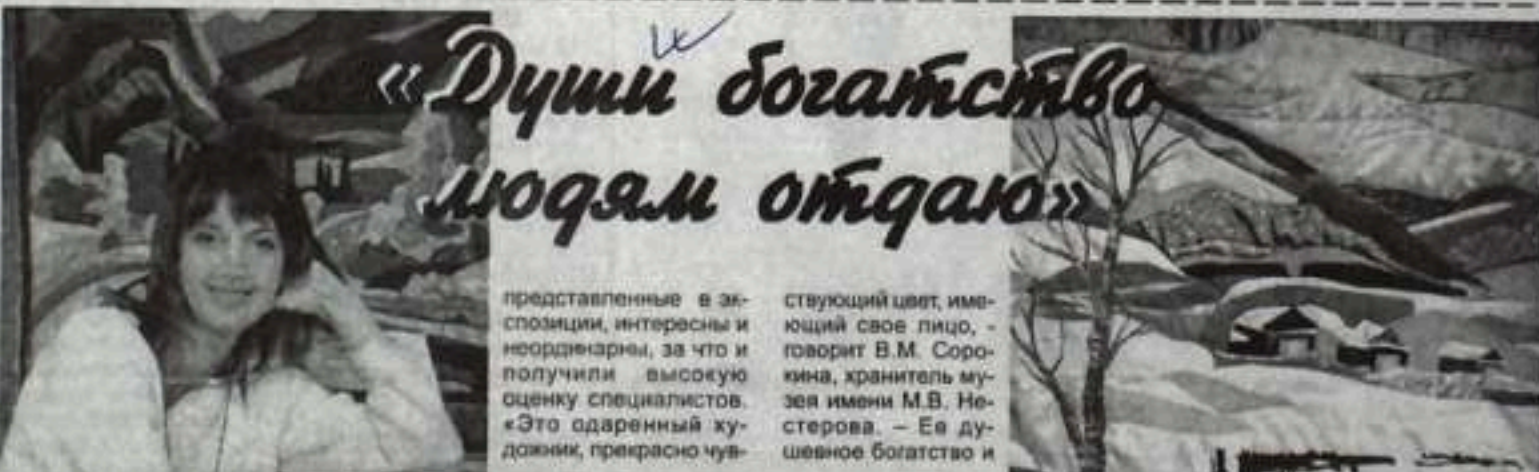 «Души богатство
людям отдаю»
представленные в эк-
спозиции, интересны и
неординарны, за что и
получили высокую
оценку специалистов.
«Это одаренный ху-
дожник, прекрасно чув-
ствующий цвет, име-
ющий свое лицо, -
говорит В.М. Соро-
кина, хранитель му-
зея имени М.В. Не-
стерова. – Ее ду-
шевное богатство и